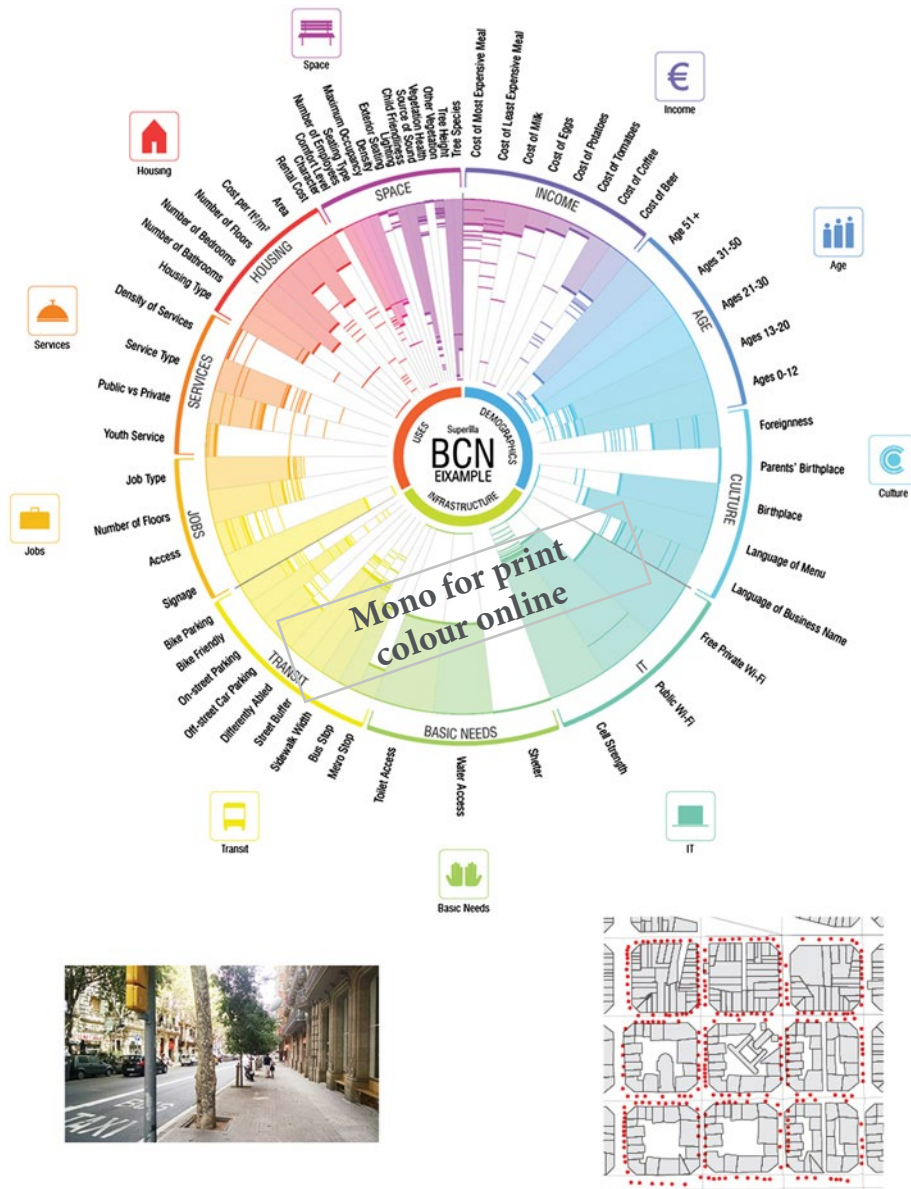 Space
€
Income
Housing
Age
Services
Culture
Jobs
Transit
IT
Basic Needs
SPACE
INCOME
AGE
CULTURE
IT
BASIC NEEDS
TRANSIT
JOBS
SERVICES
HOUSING
Rental Cost
Character
Comfort Level
Number of Employees
Seating Type
Maximum Occupancy
Density
Exterior Seating
Lighting
Child Friendliness
Source of Sound
Vegetation Health
Other Vegetation
Tree Height
Tree Species
Cost of Most Expensive Meal
Cost of Least Expensive Meal
Cost of Milk
Cost of Eggs
Cost of Potatoes
Cost of Tomatoes
Cost of Coffee
Cost of Beer
Age 51+
Ages 31-50
Ages 21-30
Ages 13-20
Ages 0-12
Foreignness
Parents' Birthplace
Birthplace
Language of Menu
Language of Business Name
Free Private Wi-Fi
Public Wi-Fi
Cell Strength
Shelter
Water Access
Toilet Access
Metro Stop
Bus Stop
Sidewalk Width
Street Buffer
Differently Abled
Off-street Car Parking
On-street Parking
Bike Friendly
Bike Parking
Signage
Access
Number of Floors
Job Type
Youth Service
Public vs Private
Service Type
Density of Services
Housing Type
Number of Bathrooms
Number of Bedrooms
Number of Floors
Cost per ft²/m²
Area
USES
DEMOGRAPHICS
INFRASTRUCTURE
Superilla
BCN
EIXAMPLE
Mono for print
colour online
BUS
TAXI